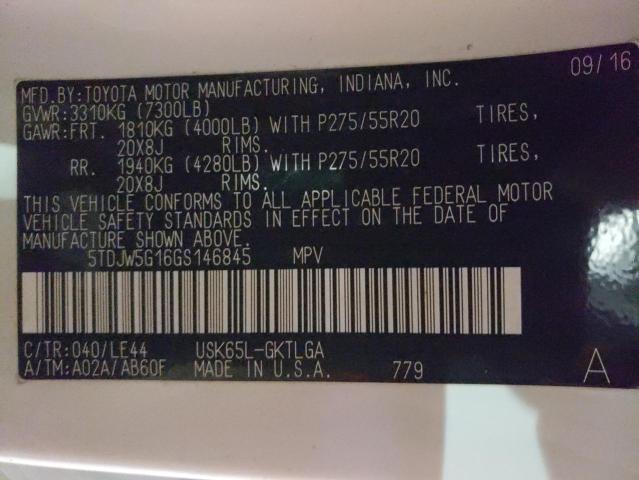 09/16
MFD.BY:TOYOTA MOTOR MANUFACTURING, INDIANA, INC.
GVWR:3310KG (7300LB)
GAWR:FRT. 1810KG (4000LB) WITH P275/55R20 TIRES,
20X8J RIMS.
RR. 1940KG (4280LB) WITH P275/55R20 TIRES,
20X8J RIMS.
THIS VEHICLE CONFORMS TO ALL APPLICABLE FEDERAL MOTOR
VEHICLE SAFETY STANDARDS IN EFFECT ON THE DATE OF
MANUFACTURE SHOWN ABOVE.
5TDJW5G16GS146845 MPV
C/TR:040/LE44 USK65L-GKTLGA
A/TM:A02A/AB60F MADE IN U.S.A. 779 A